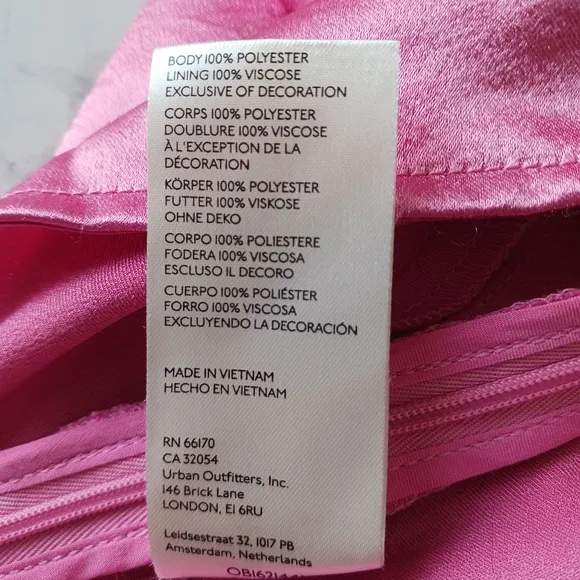 BODY 100% POLYESTER
LINING 100% VISCOSE
EXCLUSIVE OF DECORATION
CORPS 100% POLYESTER
DOUBLURE 100% VISCOSE
À L'EXCEPTION DE LA
DÉCORATION
KÖRPER 100% POLYESTER
FUTTER 100% VISKOSE
OHNE DEKO
CORPO 100% POLIESTERE
FODERA 100% VISCOSA
ESCLUSO IL DECORO
CUERPO 100% POLIÉSTER
FORRO 100% VISCOSA
EXCLUYENDO LA DECORACIÓN
MADE IN VIETNAM
HECHO EN VIETNAM
RN 66170
CA 32054
Urban Outfitters, Inc.
146 Brick Lane
LONDON, E1 6RU
Leidsestraat 32, 1017 PB
Amsterdam, Netherlands